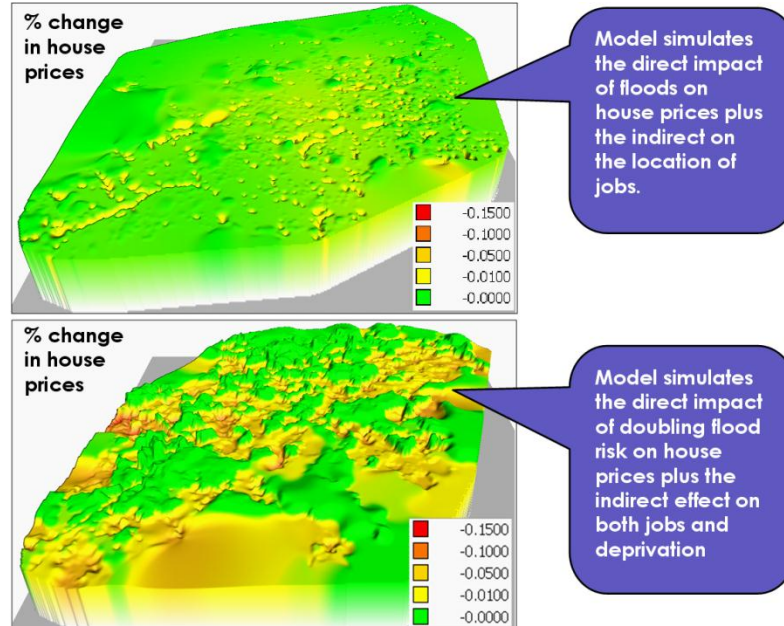 % change
in house
prices
Model simulates
the direct impact
of floods on
house prices plus
the indirect on
the location of
jobs.
-0.1500
-0.1000
-0.0500
-0.0100
-0.0000
% change
in house
prices
Model simulates
the direct impact
of doubling flood
risk on house
prices plus the
indirect effect on
both jobs and
deprivation
-0.1500
-0.1000
-0.0500
-0.0100
-0.0000